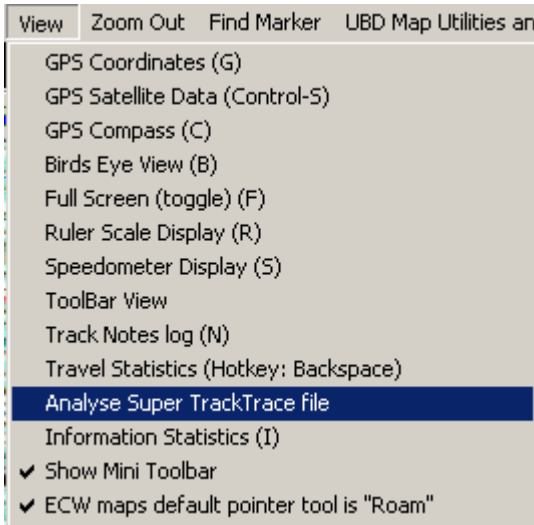 View Zoom Out Find Marker UBD Map Utilities an
GPS Coordinates (G)
GPS Satellite Data (Control-S)
GPS Compass (C)
Birds Eye View (B)
Full Screen (toggle) (F)
Ruler Scale Display (R)
Speedometer Display (S)
ToolBar View
Track Notes log (N)
Travel Statistics (Hotkey: Backspace)
Analyse Super TrackTrace file
Information Statistics (I)
Show Mini Toolbar
ECW maps default pointer tool is "Roam"